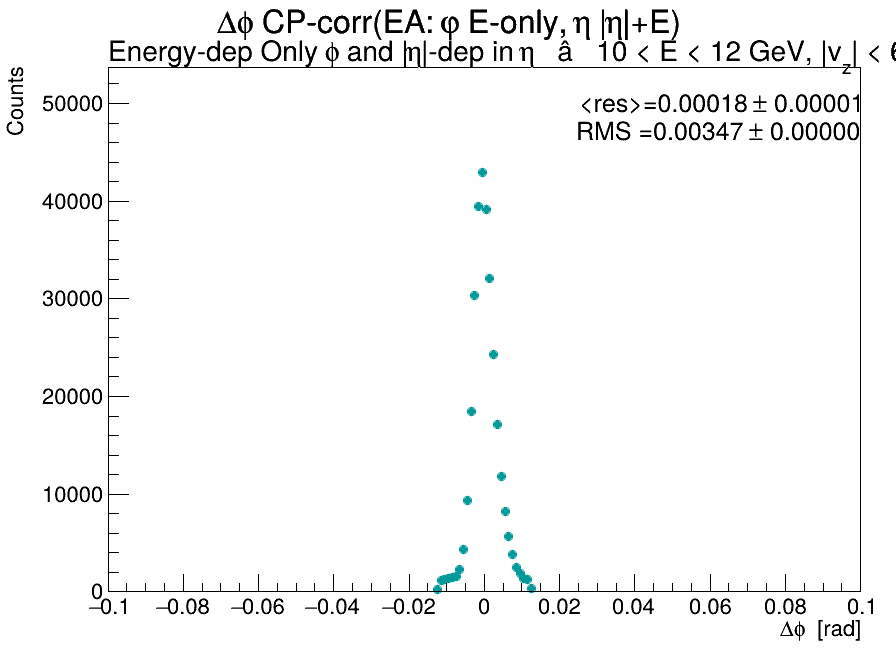 Δϕ CP-corr(EA: φ E-only, η |η|+E)
Energy-dep Only ϕ and |η|-dep in η â 10 < E < 12 GeV, |v_z| < 6
<res>=0.00018 ± 0.00001
RMS =0.00347 ± 0.00000
Counts
50000
40000
30000
20000
10000
0
−0.1 −0.08 −0.06 −0.04 −0.02 0 0.02 0.04 0.06 0.08 0.1
Δϕ [rad]